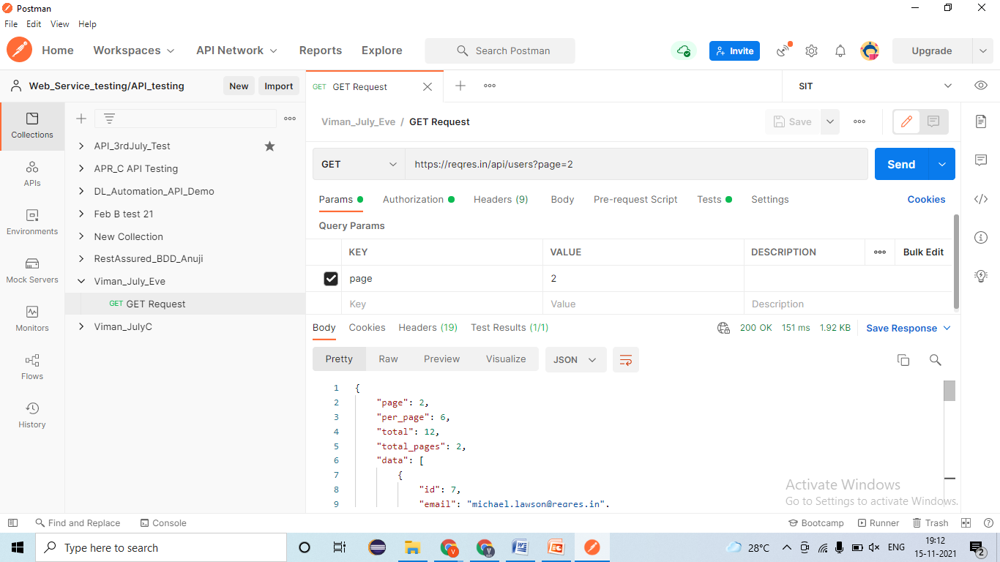 Postman
File Edit View Help
Home Workspaces API Network Reports Explore Search Postman Invite Upgrade
Web_Service_testing/API_testing New Import GET GET Request SIT
Viman_July_Eve / GET Request Save
Collections
APIs
Environments
Mock Servers
Monitors
Flows
History
API_3rdJuly_Test
APR_C API Testing
DL_Automation_API_Demo
Feb B test 21
New Collection
RestAssured_BDD_Anuji
Viman_July_Eve
GET GET Request
Viman_JulyC
GET https://reqres.in/api/users?page=2 Send
Params Authorization Headers (9) Body Pre-request Script Tests Settings Cookies
Query Params
KEY VALUE DESCRIPTION Bulk Edit
page 2
Key Value Description
Body Cookies Headers (19) Test Results (1/1) 200 OK 151 ms 1.92 KB Save Response
Pretty Raw Preview Visualize JSON
1 {
2 "page": 2,
3 "per_page": 6,
4 "total": 12,
5 "total_pages": 2,
6 "data": [
7 {
8 "id": 7,
9 "email": "michael.lawson@reqres.in",
Activate Windows
Go to Settings to activate Windows.
Find and Replace Console Bootcamp Runner Trash
Type here to search 28°C ENG 19:12
15-11-2021 2